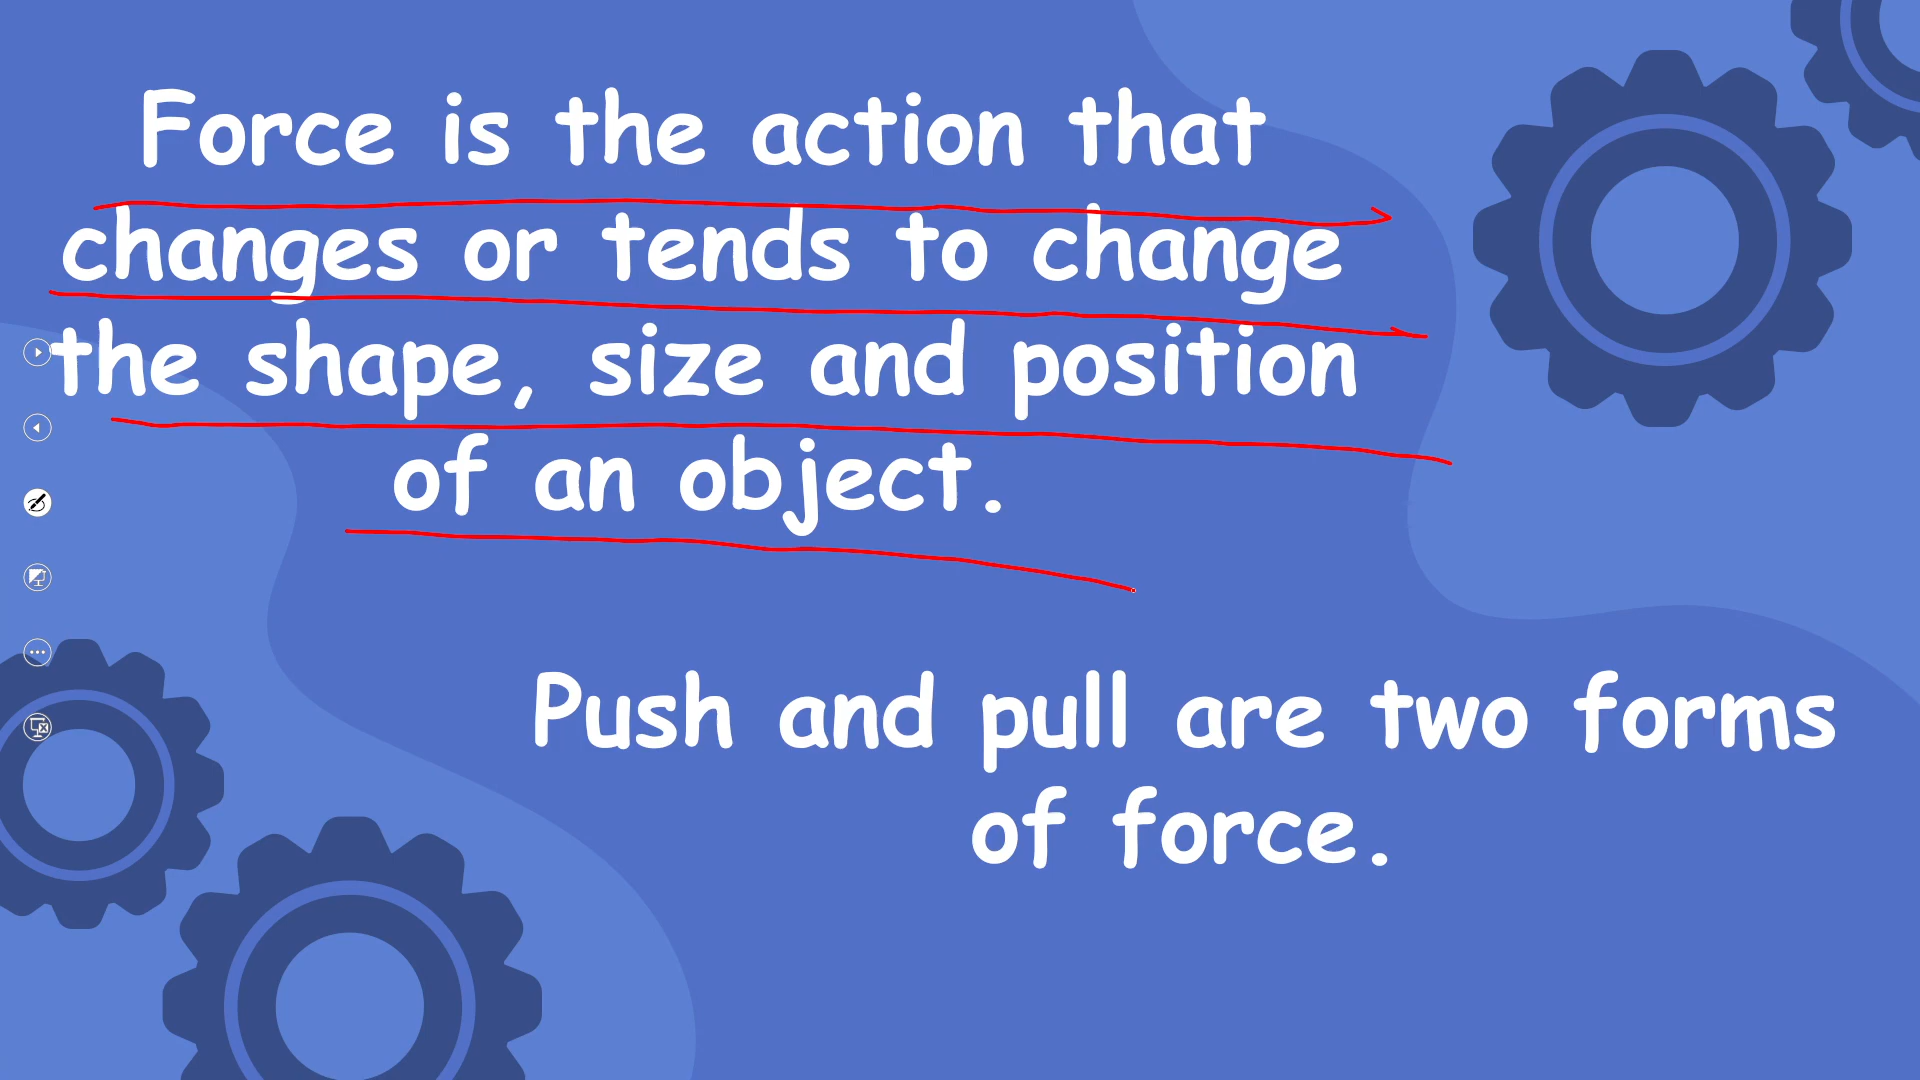 Force is the action that
changes or tends to change
the shape, size and position
of an object.
Push and pull are two forms
of force.